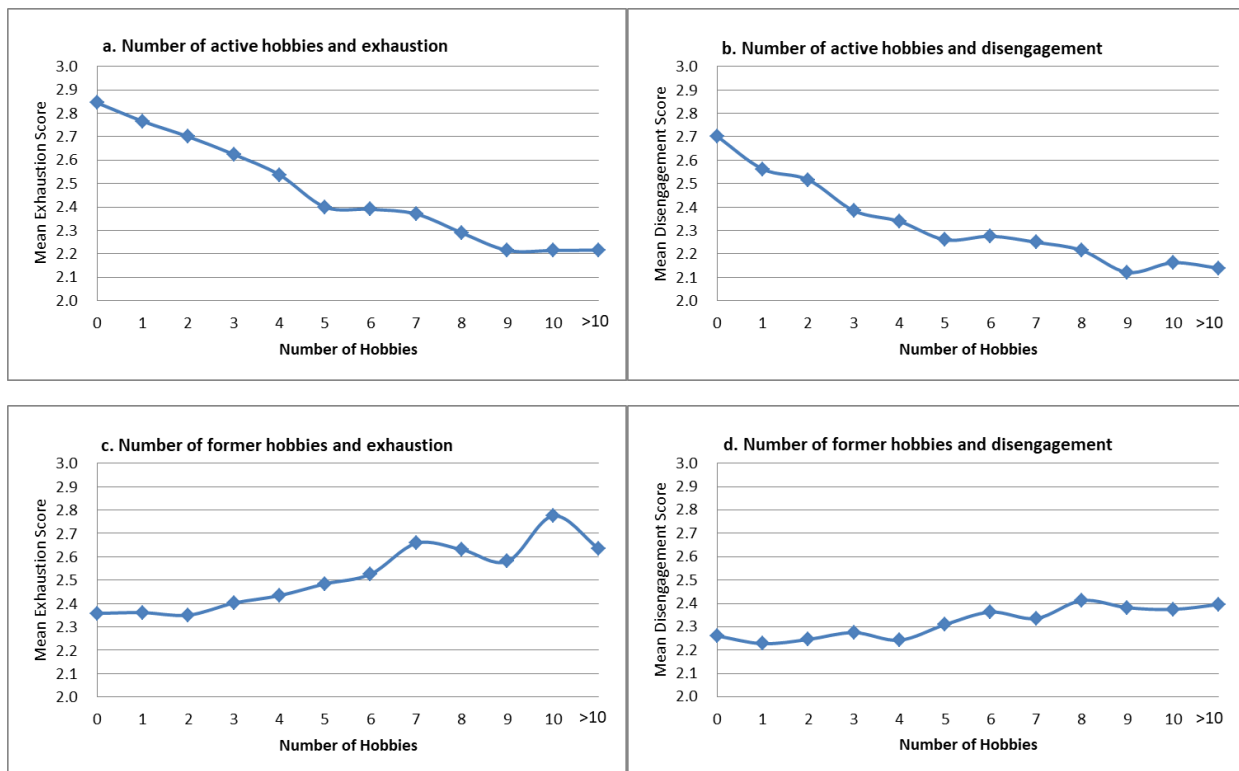 a. Number of active hobbies and exhaustion
Mean Exhaustion Score
3.0
2.9
2.8
2.7
2.6
2.5
2.4
2.3
2.2
2.1
2.0
0 1 2 3 4 5 6 7 8 9 10 >10
Number of Hobbies
b. Number of active hobbies and disengagement
Mean Disengagement Score
3.0
2.9
2.8
2.7
2.6
2.5
2.4
2.3
2.2
2.1
2.0
0 1 2 3 4 5 6 7 8 9 10 >10
Number of Hobbies
c. Number of former hobbies and exhaustion
Mean Exhaustion Score
3.0
2.9
2.8
2.7
2.6
2.5
2.4
2.3
2.2
2.1
2.0
0 1 2 3 4 5 6 7 8 9 10 >10
Number of Hobbies
d. Number of former hobbies and disengagement
Mean Disengagement Score
3.0
2.9
2.8
2.7
2.6
2.5
2.4
2.3
2.2
2.1
2.0
0 1 2 3 4 5 6 7 8 9 10 >10
Number of Hobbies